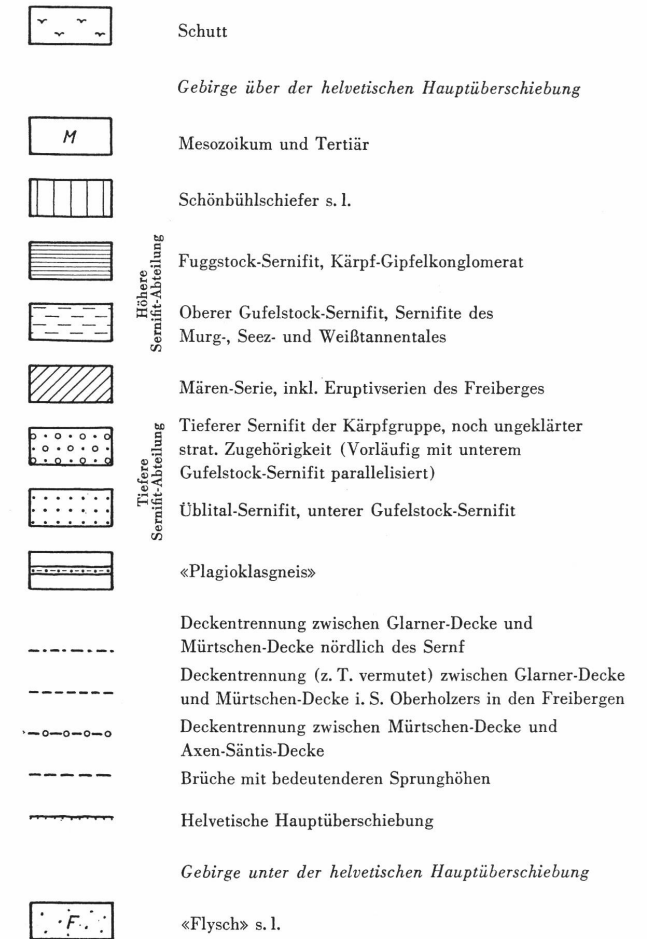 Schutt
Gebirge über der helvetischen Hauptüberschiebung
M
Mesozoikum und Tertiär
Schönbühlschiefer s. l.
Höhere
Sernifit-Abteilung
Fuggstock-Sernifit, Kärpf-Gipfelkonglomerat
Oberer Gufelstock-Sernifit, Sernifite des
Murg-, Seez- und Weißtannentales
Mären-Serie, inkl. Eruptivserien des Freiberges
Tiefere
Sernifit-Abteilung
Tieferer Sernifit der Kärpfgruppe, noch ungeklärter
strat. Zugehörigkeit (Vorläufig mit unterem
Gufelstock-Sernifit parallelisiert)
Üblital-Sernifit, unterer Gufelstock-Sernifit
«Plagioklasgneis»
Deckentrennung zwischen Glarner-Decke und
Mürtschen-Decke nördlich des Sernf
Deckentrennung (z. T. vermutet) zwischen Glarner-Decke
und Mürtschen-Decke i. S. Oberholzers in den Freibergen
Deckentrennung zwischen Mürtschen-Decke und
Axen-Säntis-Decke
Brüche mit bedeutenderen Sprunghöhen
Helvetische Hauptüberschiebung
Gebirge unter der helvetischen Hauptüberschiebung
F
«Flysch» s. l.